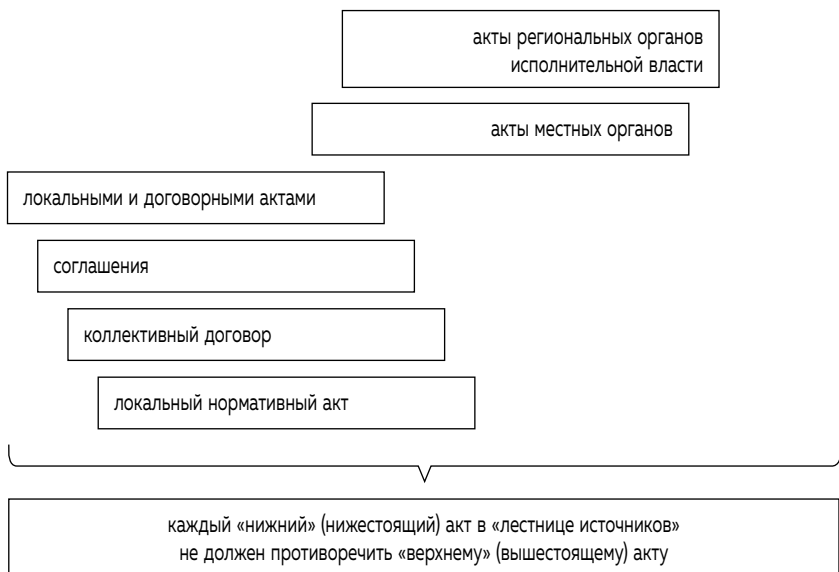 акты региональных органов
исполнительной власти
акты местных органов
локальными и договорными актами
соглашения
коллективный договор
локальный нормативный акт
каждый «нижний» (нижестоящий) акт в «лестнице источников»
не должен противоречить «верхнему» (вышестоящему) акту